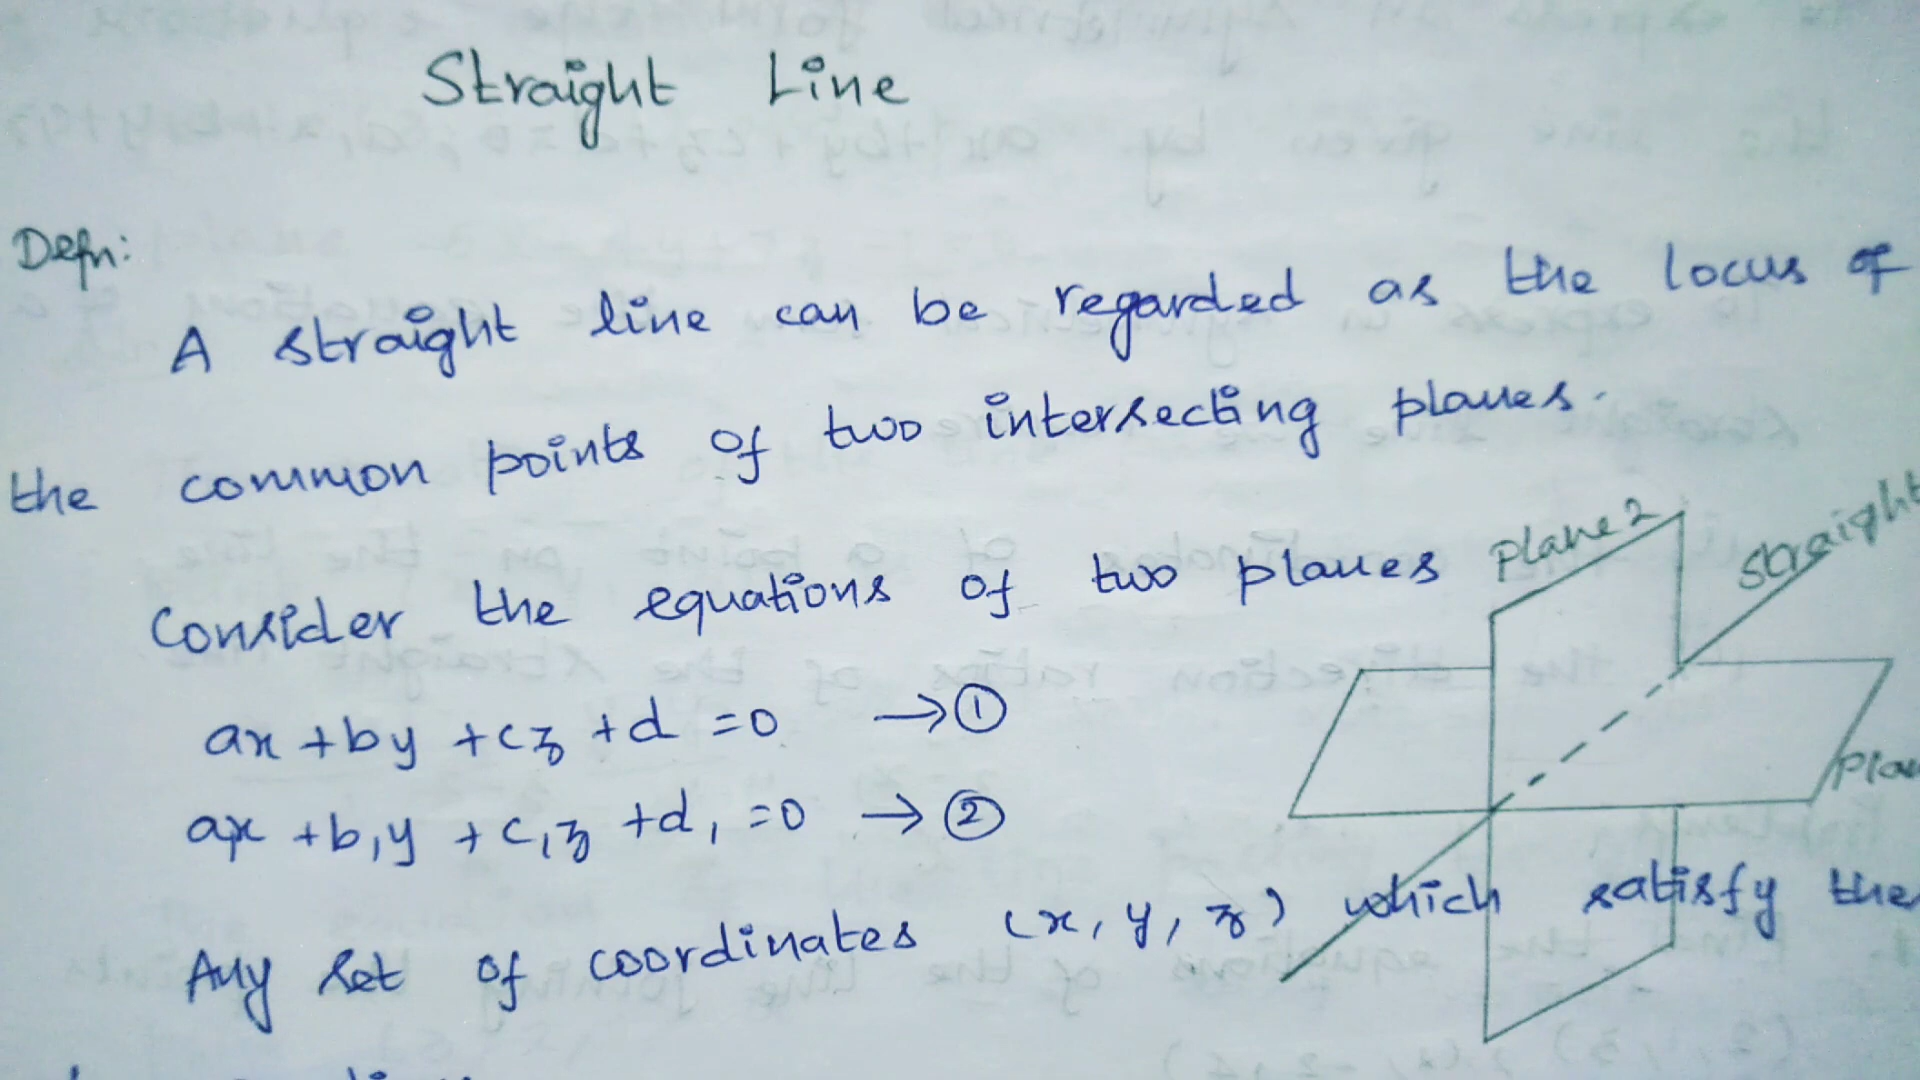 Straight Line
Defn:
A straight line can be regarded as the locus of
the common points of two intersecting planes.
Consider the equations of two planes
ax + by + cz + d = 0 → ①
a₁x + b₁y + c₁z + d₁ = 0 → ②
Any set of coordinates (x, y, z) which satisfy
Plane 2
Straight